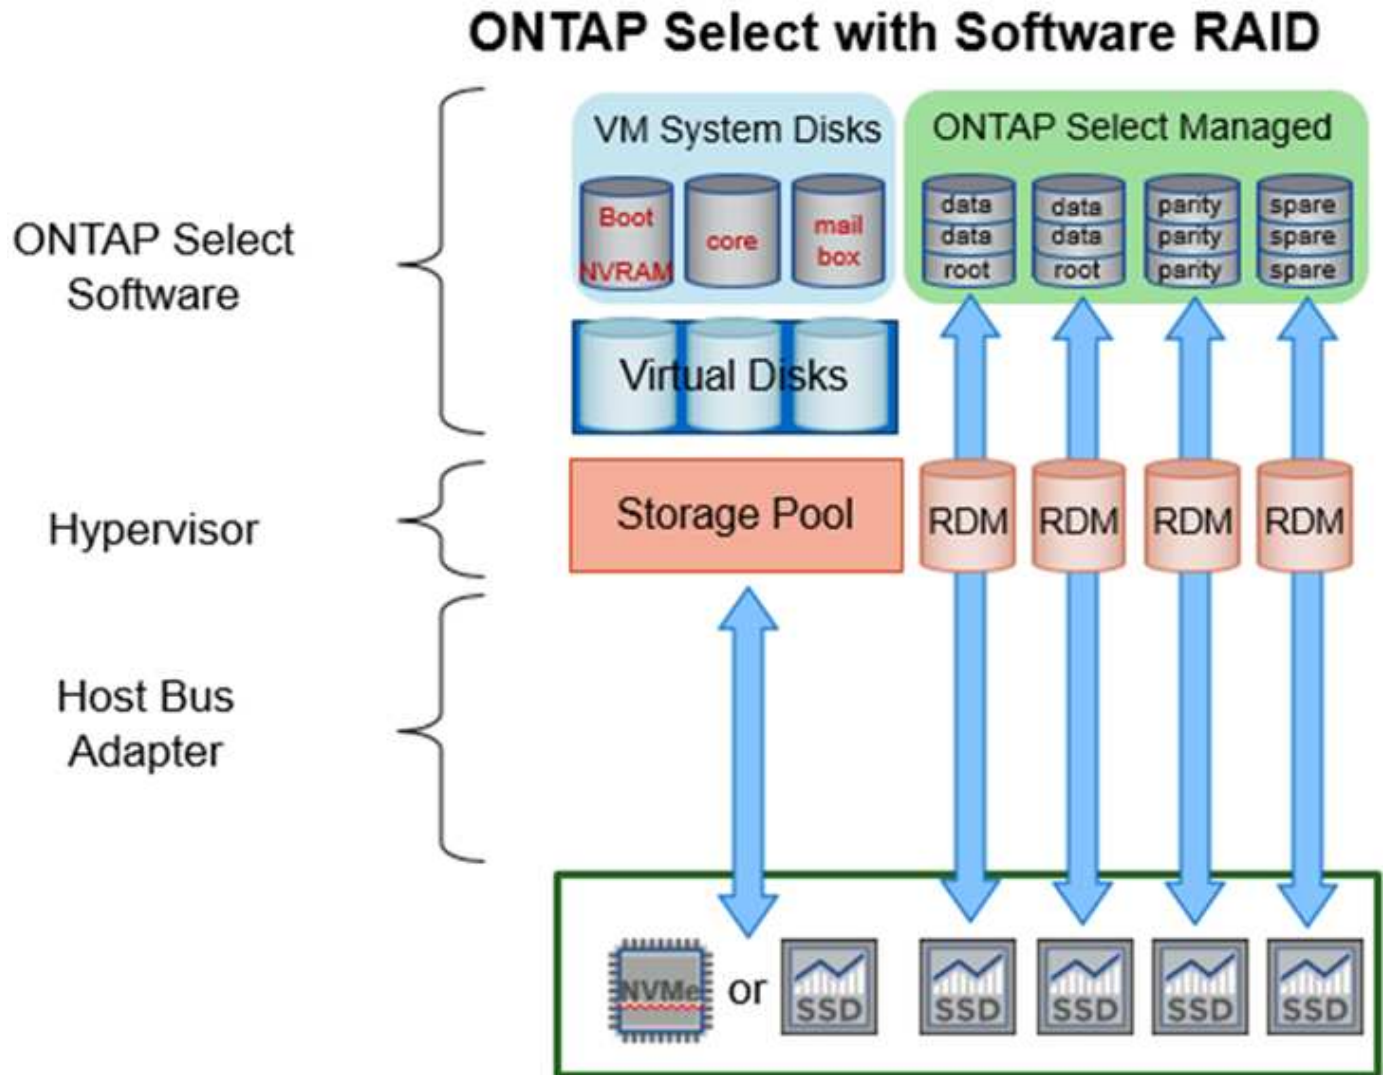 ONTAP Select with Software RAID
VM System Disks
ONTAP Select Managed
Boot
NVRAM
core
mail
box
data
data
root
data
data
root
parity
parity
parity
spare
spare
spare
ONTAP Select
Software
Virtual Disks
Hypervisor
Storage Pool
RDM
RDM
RDM
RDM
Host Bus
Adapter
NVMe
or
SSD
SSD
SSD
SSD
SSD